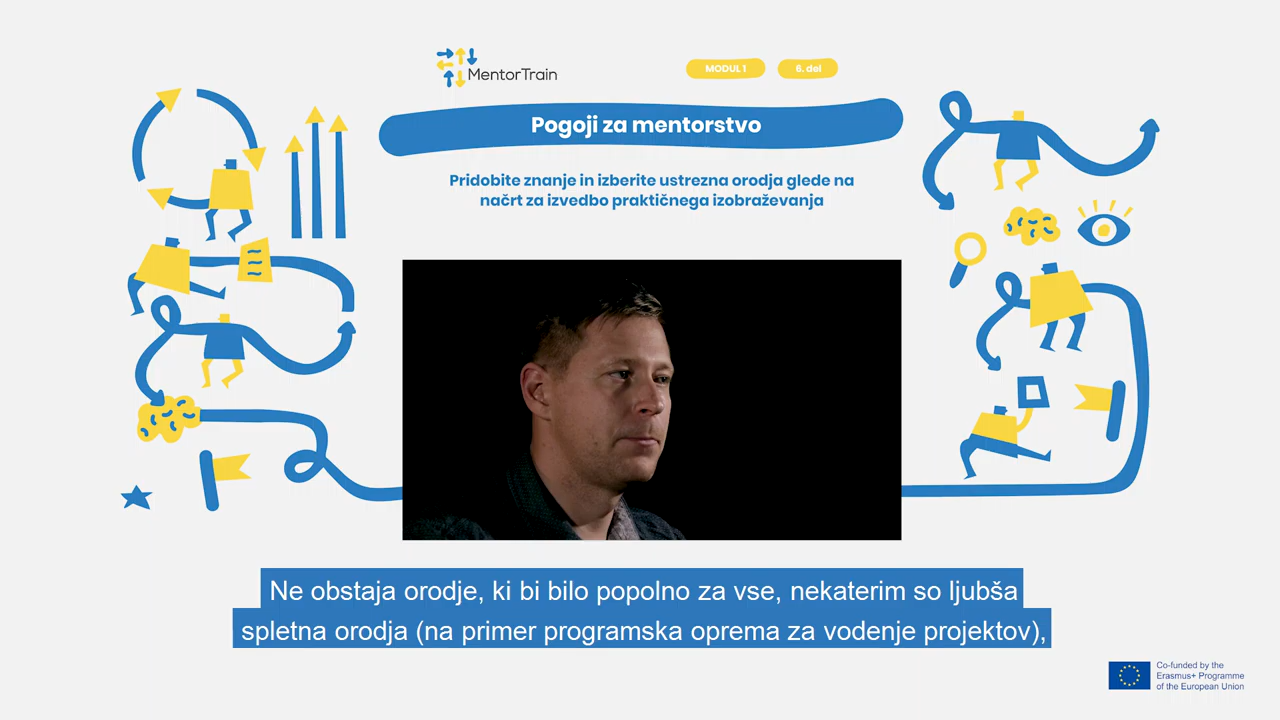 MentorTrain
MODUL 1
6. del
Pogoji za mentorstvo
Pridobite znanje in izberite ustrezna orodja glede na
načrt za izvedbo praktičnega izobraževanja
Ne obstaja orodje, ki bi bilo popolno za vse, nekaterim so ljubša
spletna orodja (na primer programska oprema za vodenje projektov),
Co-funded by the
Erasmus+ Programme
of the European Union